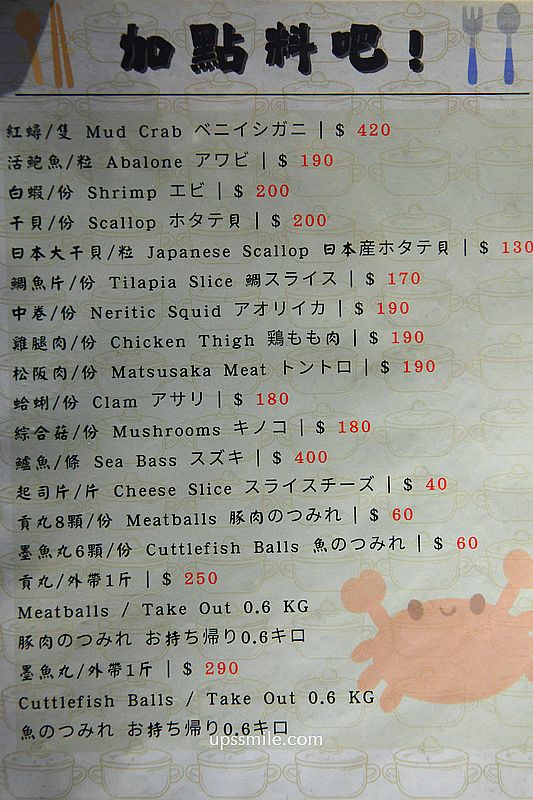 加點料吧!
紅蟳/隻 Mud Crab ベニイシガニ | $ 420
活鮑魚/粒 Abalone アワビ | $ 190
白蝦/份 Shrimp エビ | $ 200
干貝/份 Scallop ホタテ貝 | $ 200
日本大干貝/粒 Japanese Scallop 日本産ホタテ貝 | $ 130
鯛魚片/份 Tilapia Slice 鯛スライス | $ 170
中卷/份 Neritic Squid アオリイカ | $ 190
雞腿肉/份 Chicken Thigh 鶏もも肉 | $ 190
松阪肉/份 Matsusaka Meat トントロ | $ 190
蛤蜊/份 Clam アサリ | $ 180
綜合菇/份 Mushrooms キノコ | $ 180
鱸魚/條 Sea Bass スズキ | $ 400
起司片/片 Cheese Slice スライスチーズ | $ 40
貢丸8顆/份 Meatballs 豚肉のつみれ | $ 60
墨魚丸6顆/份 Cuttlefish Balls 魚のつみれ | $ 60
貢丸/外帶1斤 | $ 250
Meatballs / Take Out 0.6 KG
豚肉のつみれ お持ち帰り0.6キロ
墨魚丸/外帶1斤 | $ 290
Cuttlefish Balls / Take Out 0.6 KG
魚のつみれ お持ち帰り0.6キロ
upssmile.com